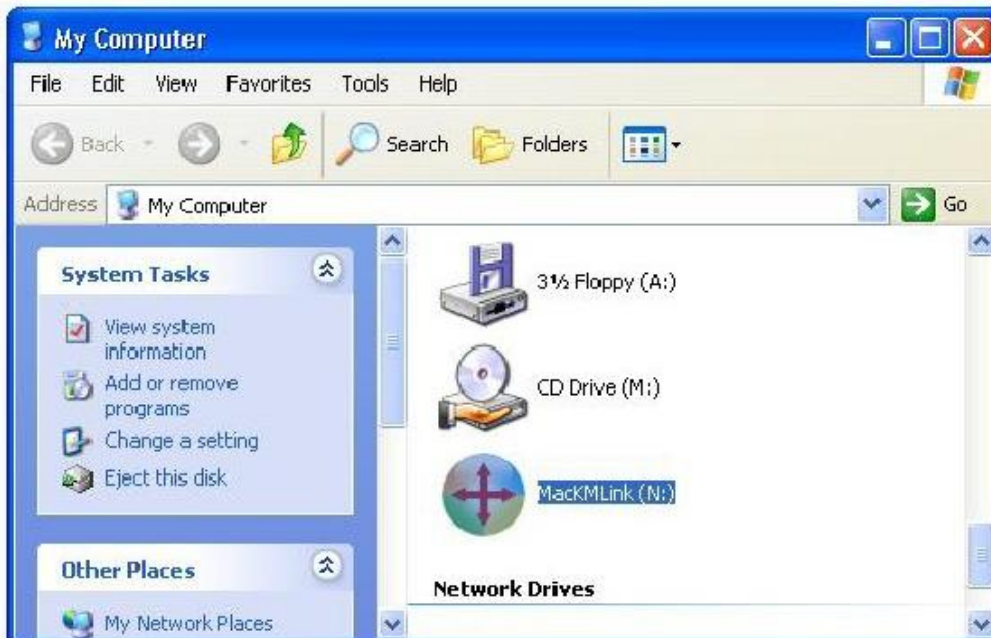 My Computer
File Edit View Favorites Tools Help
Back Search Folders
Address My Computer Go
System Tasks
View system
information
Add or remove
programs
Change a setting
Eject this disk
Other Places
My Network Places
3½ Floppy (A:)
CD Drive (M:)
MacKMLink (N:)
Network Drives